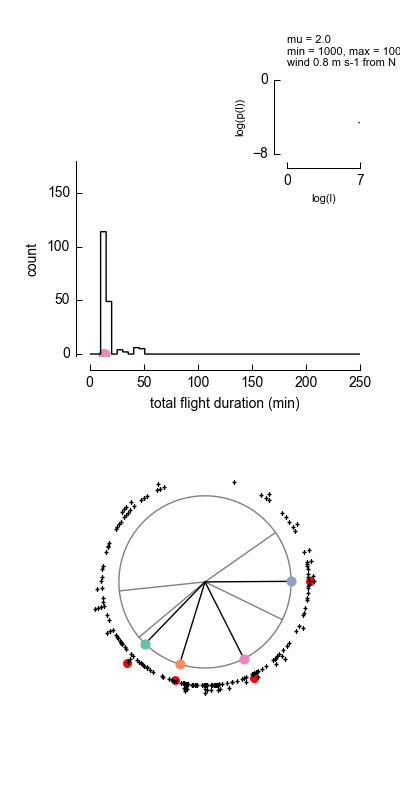 mu = 2.0
min = 1000, max = 100
wind 0.8 m s-1 from N
0
log(p(l))
−8
0 7
log(l)
150
100
count
50
0
0 50 100 150 200 250
total flight duration (min)